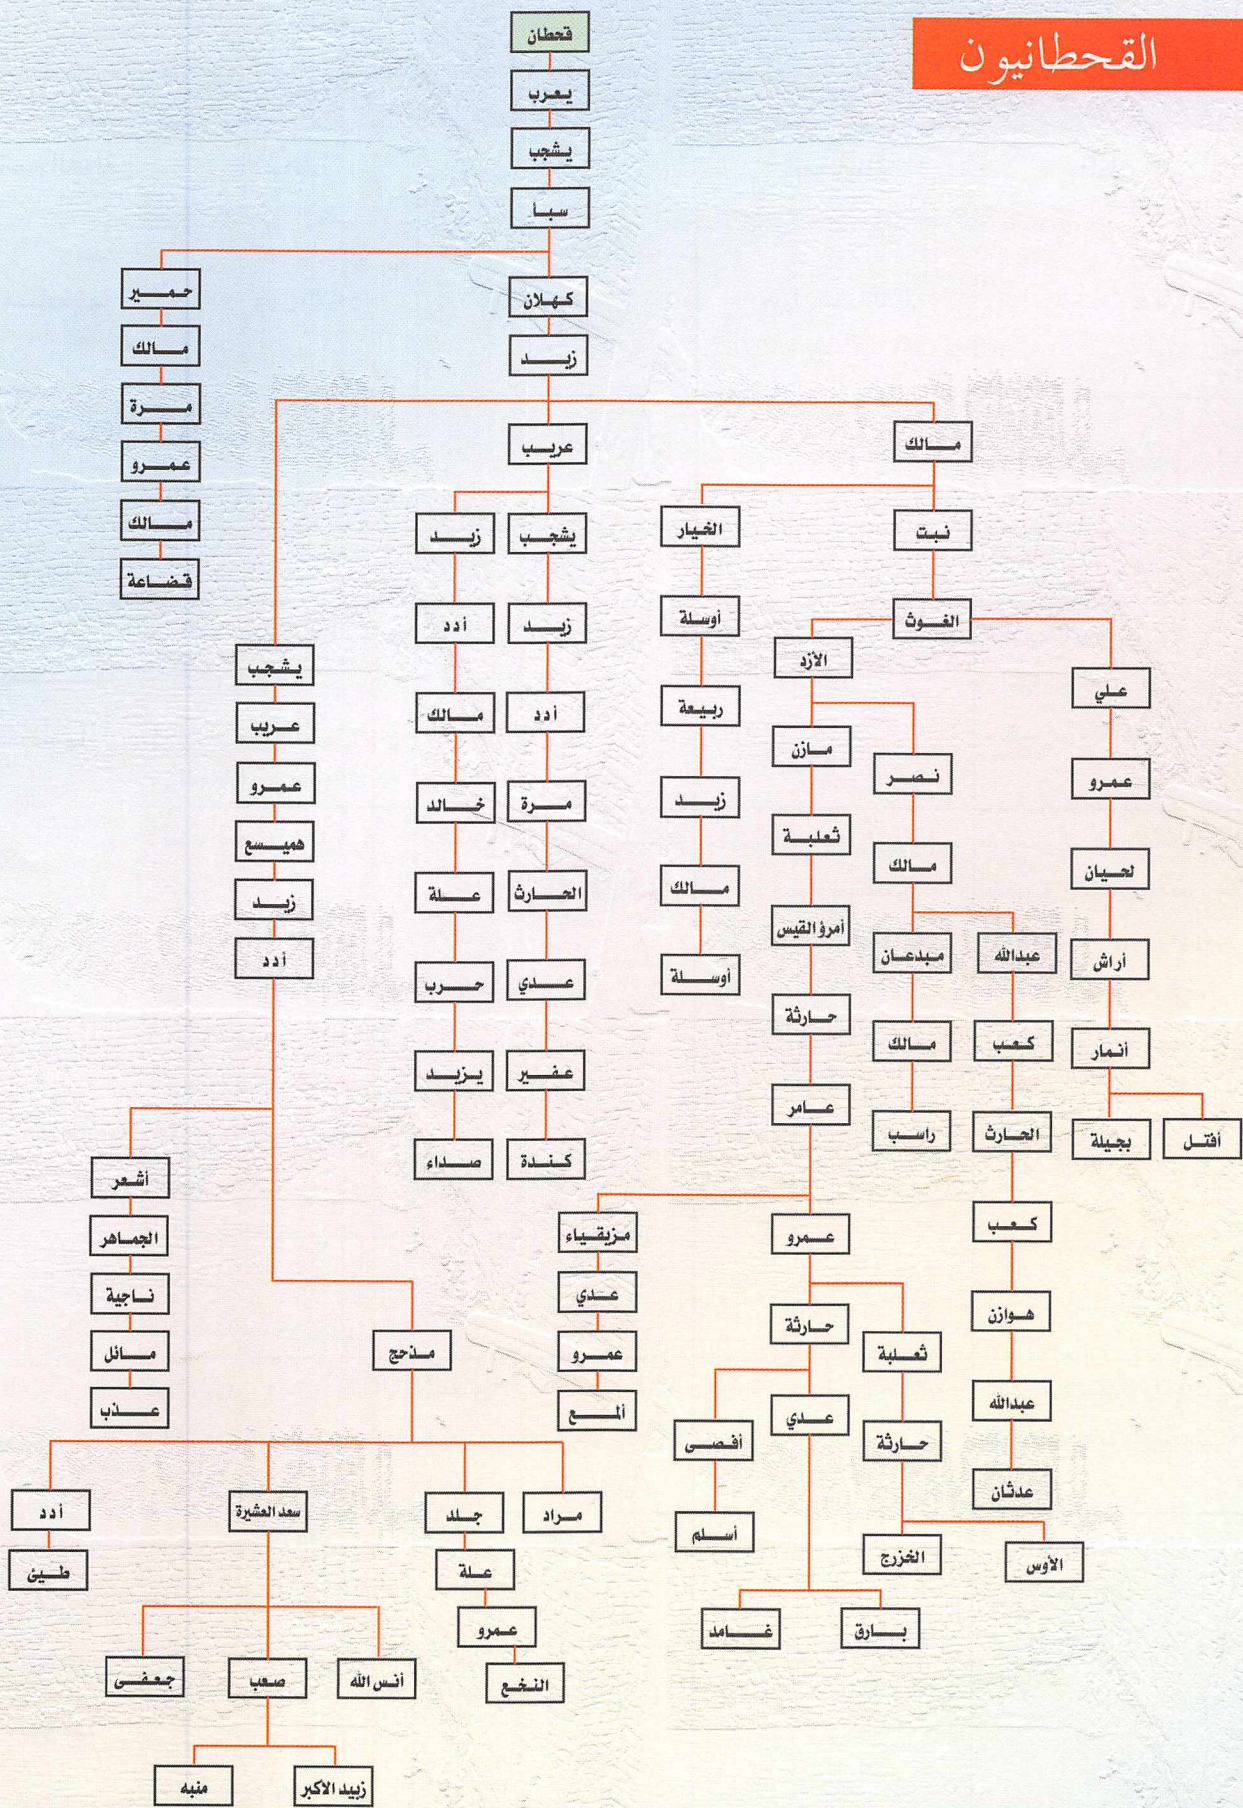 القحطانيون
قحطان
يعرب
يشجب
سبأ
حمير
مالك
مرة
عمرو
مالك
قضاعة
كهلان
زيد
مالك
نبت
الغوث
علي
عمرو
لحيان
أراش
أنمار
أفتل
بجيلة
الأزد
نصر
مالك
عبدالله
كعب
الحارث
كعب
هوازن
عبدالله
عدثان
مبدعان
مالك
راسب
مازن
ثعلبة
أمرؤ القيس
حارثة
عامر
عمرو
ثعلبة
حارثة
الأوس
الخزرج
حارثة
عدي
بارق
غامد
أفصى
أسلم
مزيقياء
عدي
عمرو
ألمع
الخيار
أوسلة
ربيعة
زيد
مالك
أوسلة
عريب
يشجب
زيد
أدد
مرة
الحارث
عدي
عفير
كندة
زيد
أدد
مالك
خالد
علة
حرب
يزيد
صداء
يشجب
عريب
عمرو
هميسع
زيد
أدد
أشعر
الجماهر
ناجية
مائل
عذب
مذحج
مراد
جلد
علة
عمرو
النخع
سعد العشيرة
أنس الله
صعب
جعفى
زبيد الاكبر
منبه
أدد
طيئ